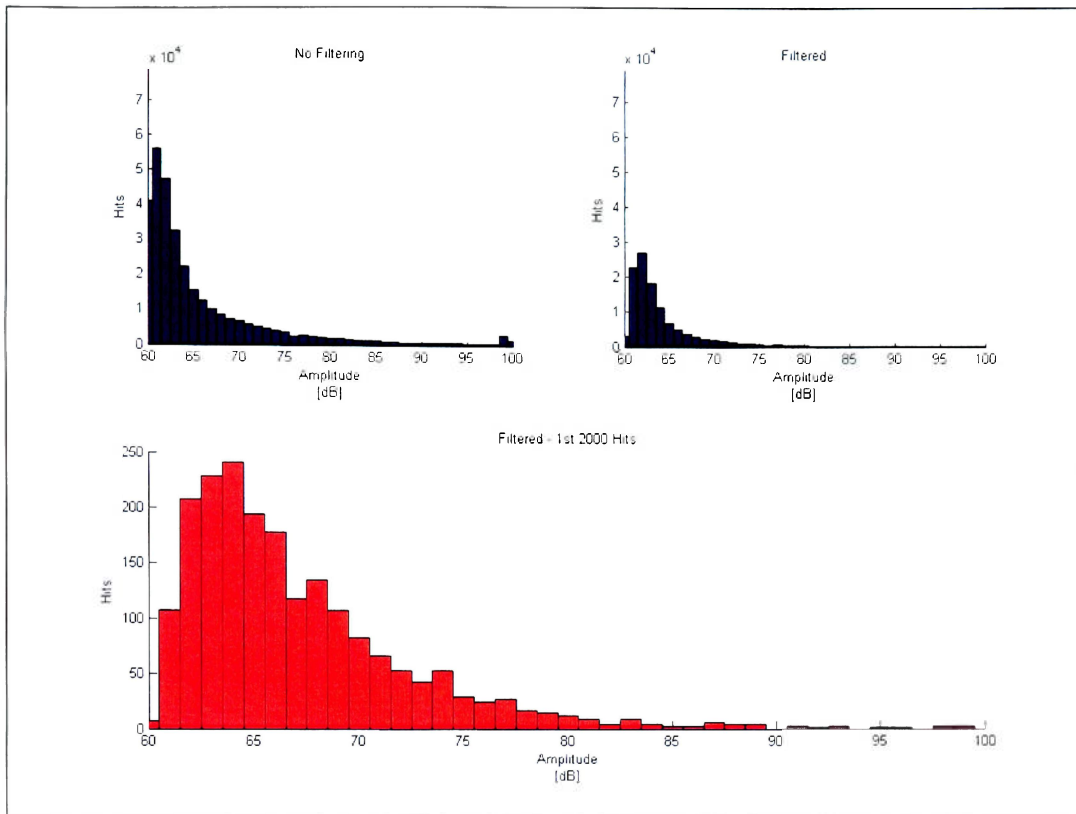 No Filtering
x 10^4
7
6
5
4
3
2
1
0
Hits
60 65 70 75 80 85 90 95 100
Amplitude
[dB]
Filtered
x 10^4
7
6
5
4
3
2
1
0
Hits
60 65 70 75 80 85 90 95 100
Amplitude
[dB]
Filtered - 1st 2000 Hits
250
200
150
100
50
0
Hits
60 65 70 75 80 85 90 95 100
Amplitude
[dB]